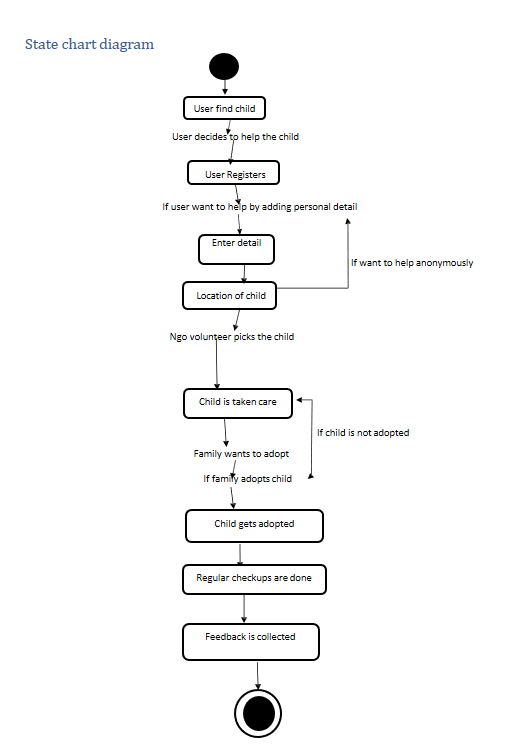 State chart diagram
User find child
User decides to help the child
User Registers
If user want to help by adding personal detail
Enter detail
If want to help anonymously
Location of child
Ngo volunteer picks the child
Child is taken care
If child is not adopted
Family wants to adopt
If family adopts child
Child gets adopted
Regular checkups are done
Feedback is collected